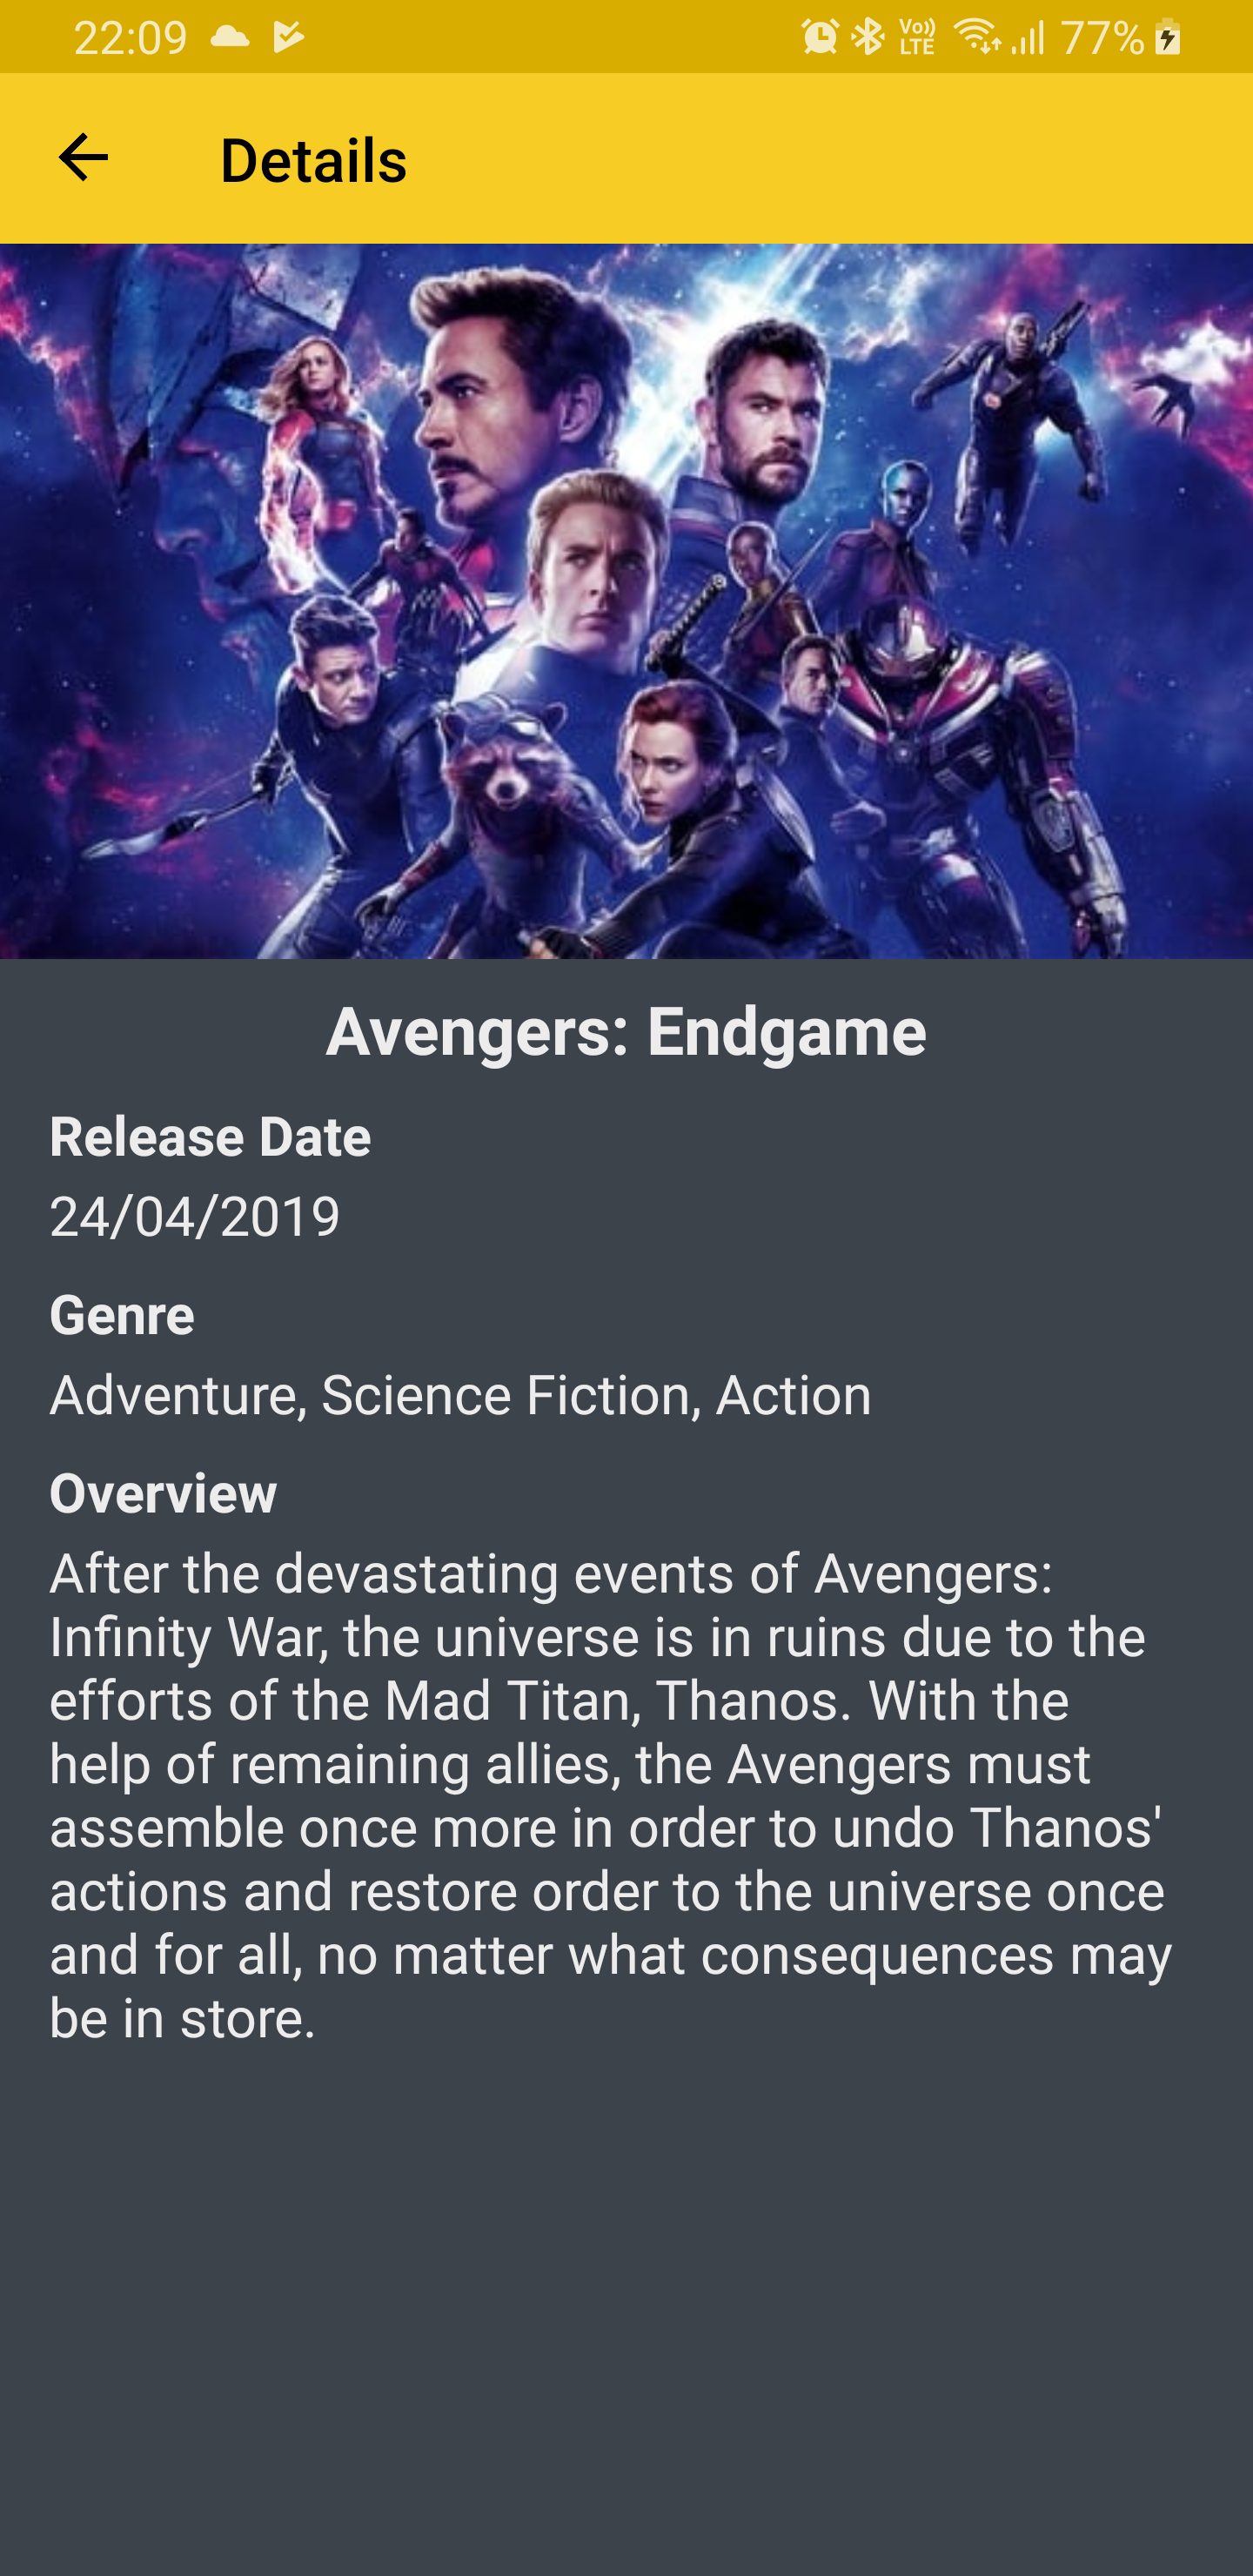 22:09 Vo)) LTE 77%
Details
Avengers: Endgame
Release Date
24/04/2019
Genre
Adventure, Science Fiction, Action
Overview
After the devastating events of Avengers:
Infinity War, the universe is in ruins due to the
efforts of the Mad Titan, Thanos. With the
help of remaining allies, the Avengers must
assemble once more in order to undo Thanos'
actions and restore order to the universe once
and for all, no matter what consequences may
be in store.